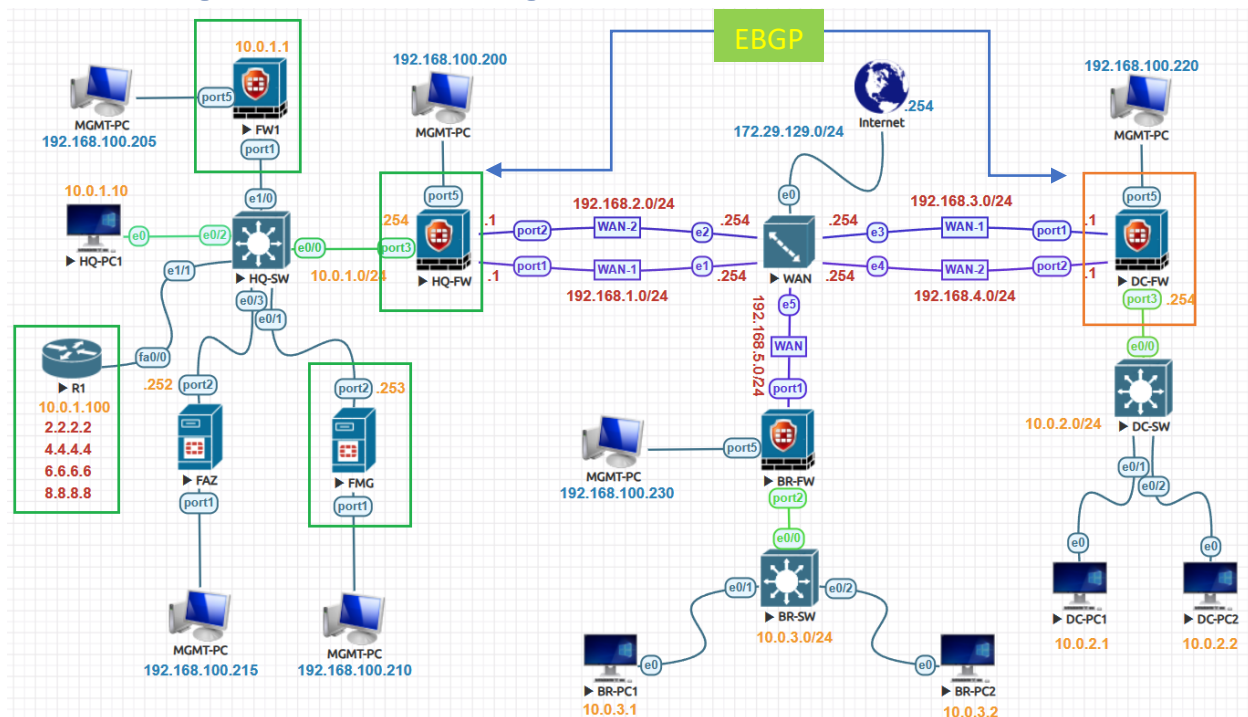 EBGP
10.0.1.1
port5
MGMT-PC
192.168.100.205
FW1
port1
192.168.100.200
MGMT-PC
port5
Internet
.254
172.29.129.0/24
192.168.100.220
MGMT-PC
port5
10.0.1.10
e0
HQ-PC1
e0/2
e1/0
HQ-SW
e0/0
e1/1
e0/3
e0/1
10.0.1.0/24
.254
port3
HQ-FW
.1
port2
192.168.2.0/24
WAN-2
e2
.254
.1
port1
WAN-1
192.168.1.0/24
e1
.254
e0
WAN
.254
e3
192.168.3.0/24
WAN-1
port1
.1
.254
e4
WAN-2
192.168.4.0/24
port2
.1
DC-FW
port3
.254
e5
WAN
192.168.5.0/24
port1
fa0/0
R1
10.0.1.100
2.2.2.2
4.4.4.4
6.6.6.6
8.8.8.8
.252
port2
FAZ
port1
MGMT-PC
192.168.100.215
port2
.253
FMG
port1
MGMT-PC
192.168.100.210
MGMT-PC
192.168.100.230
port5
BR-FW
port2
e0/0
e0/1
e0/2
BR-SW
10.0.3.0/24
e0
BR-PC1
10.0.3.1
e0
BR-PC2
10.0.3.2
e0/0
10.0.2.0/24
DC-SW
e0/1
e0/2
e0
DC-PC1
10.0.2.1
e0
DC-PC2
10.0.2.2